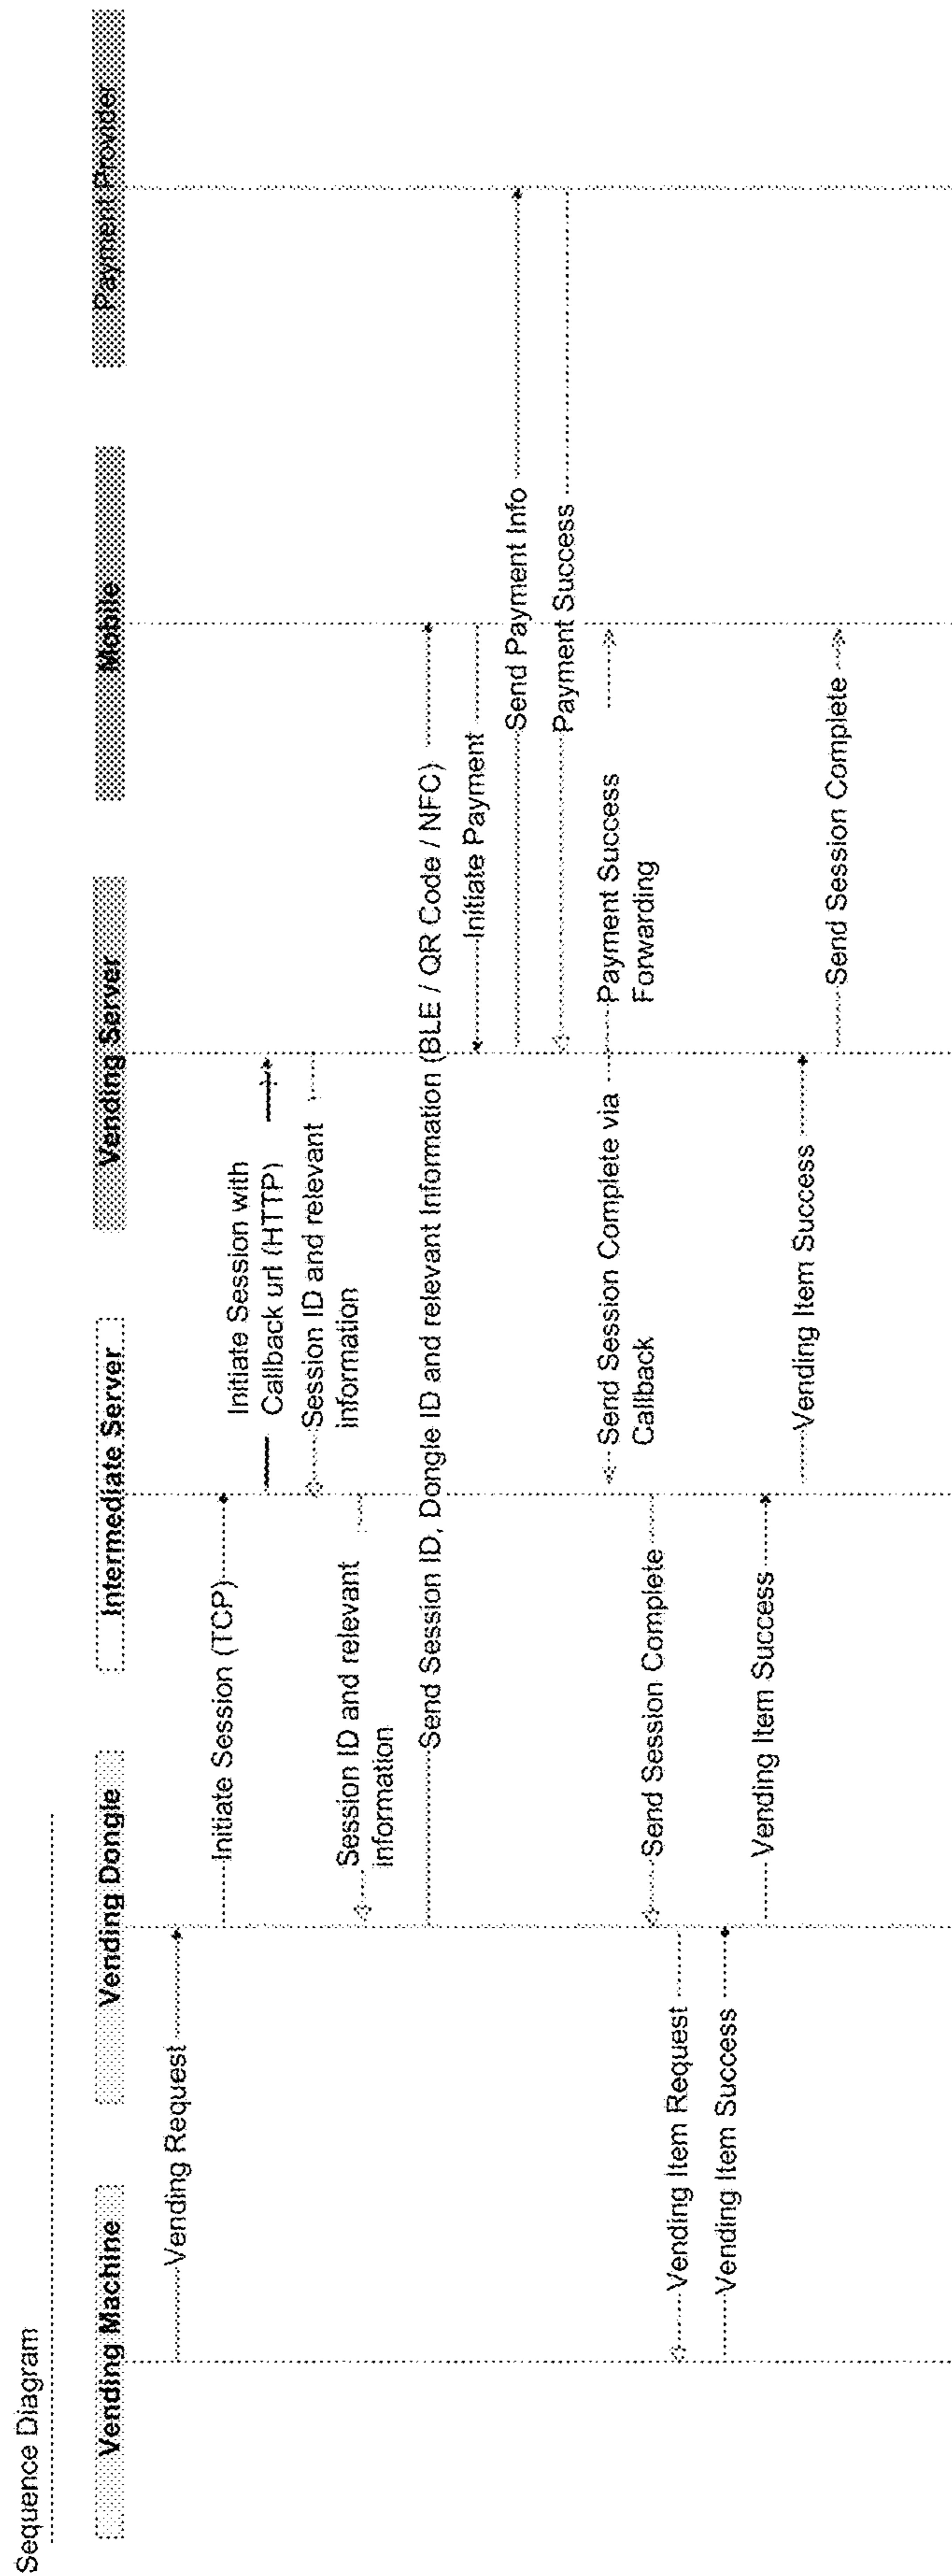 Sequence Diagram
Vending Machine
Vending Dongle
Intermediate Server
Vending Server
Mobile
Payment Provider
Vending Request
Initiate Session (TCP)
Initiate Session with
Callback url (HTTP)
Session ID and relevant
information
Session ID and relevant
information
Send Session ID, Dongle ID and relevant Information (BLE / QR Code / NFC)
Initiate Payment
Send Payment Info
Payment Success
Send Session Complete via
Callback
Payment Success
Forwarding
Send Session Complete
Vending Item Request
Vending Item Success
Vending Item Success
Vending Item Success
Send Session Complete